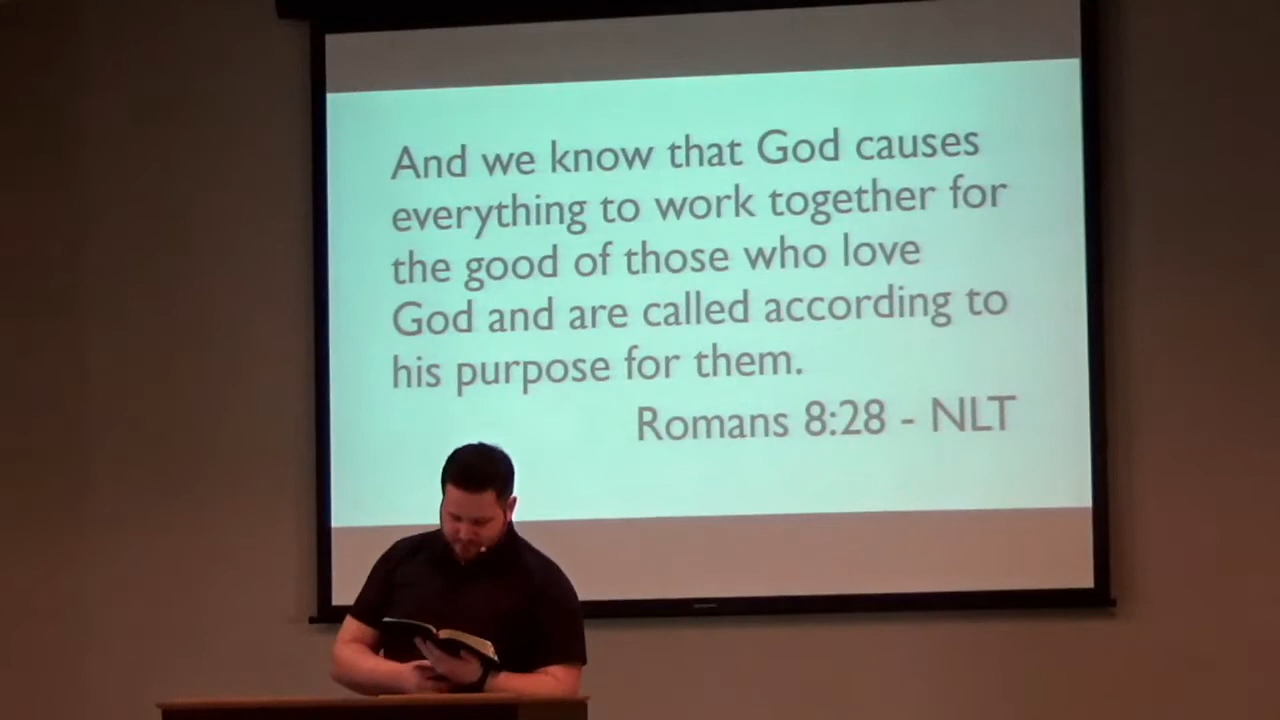 And we know that God causes
everything to work together for
the good of those who love
God and are called according to
his purpose for them.
Romans 8:28 - NLT